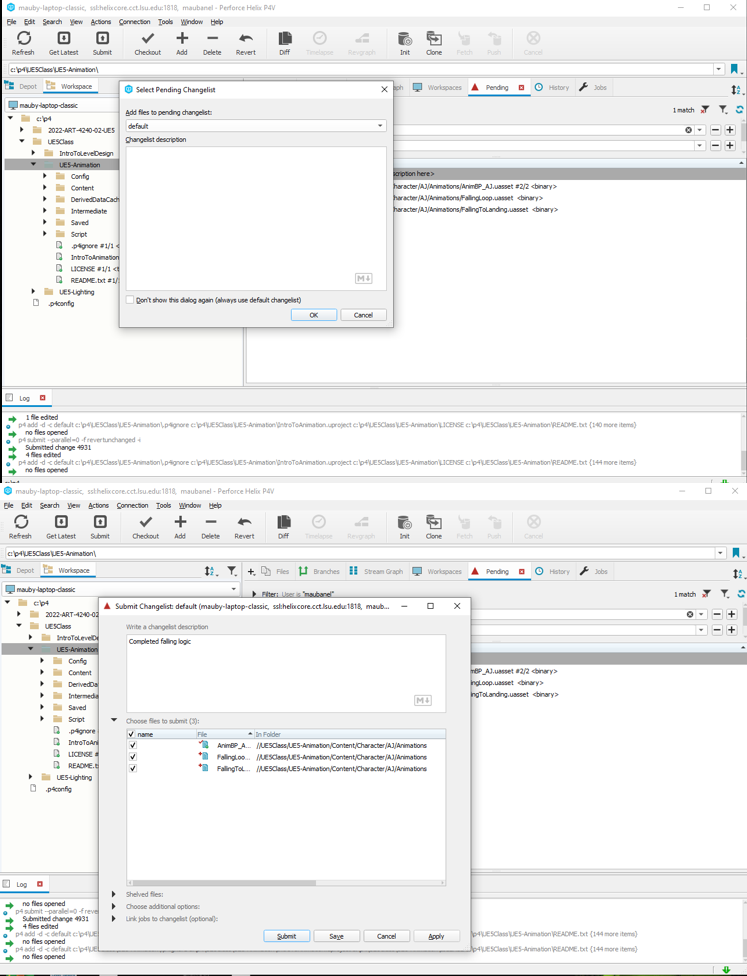 mauby-laptop-classic, ssl:helixcore.cct.lsu.edu:1818, maubanel - Perforce Helix P4V
File Edit Search View Actions Connection Tools Window Help
Refresh Get Latest Submit Checkout Add Delete Revert Diff Timelapse Revgraph Init Clone Fetch Push Cancel
c:\p4\UE5Class\UE5-Animation\
Depot Workspace
ph Workspaces Pending History Jobs
mauby-laptop-classic
1 match
c:\p4
2022-ART-4240-02-UE5
UE5Class
IntroToLevelDesign
UE5-Animation
Config
Content
DerivedDataCach
Intermediate
Saved
Script
.p4ignore #1/1 <
IntroToAnimation
LICENSE #1/1 <t
README.txt #1/
UE5-Lighting
.p4config
Select Pending Changelist
Add files to pending changelist:
default
Changelist description
M
Don't show this dialog again (always use default changelist)
OK Cancel
scription here>
haracter/AJ/Animations/AnimBP_AJ.uasset #2/2 <binary>
haracter/AJ/Animations/FallingLoop.uasset <binary>
haracter/AJ/Animations/FallingToLanding.uasset <binary>
Log
1 file edited
p4 add -d -c default c:\p4\UE5Class\UE5-Animation\.p4ignore c:\p4\UE5Class\UE5-Animation\IntroToAnimation.uproject c:\p4\UE5Class\UE5-Animation\LICENSE c:\p4\UE5Class\UE5-Animation\README.txt {140 more items}
no files opened
p4 submit --parallel=0 -f revertunchanged -i
Submitted change 4931
4 files edited
p4 add -d -c default c:\p4\UE5Class\UE5-Animation\.p4ignore c:\p4\UE5Class\UE5-Animation\IntroToAnimation.uproject c:\p4\UE5Class\UE5-Animation\LICENSE c:\p4\UE5Class\UE5-Animation\README.txt {144 more items}
no files opened
mauby-laptop-classic, ssl:helixcore.cct.lsu.edu:1818, maubanel - Perforce Helix P4V
File Edit Search View Actions Connection Tools Window Help
Refresh Get Latest Submit Checkout Add Delete Revert Diff Timelapse Revgraph Init Clone Fetch Push Cancel
c:\p4\UE5Class\UE5-Animation\
Depot Workspace
Files Branches Stream Graph Workspaces Pending History Jobs
mauby-laptop-classic
Filter: User is "maubanel"
1 match
c:\p4
2022-ART-4240-02
UE5Class
IntroToLevelDe
UE5-Animation
Config
Content
DerivedDa
Intermedia
Saved
Script
.p4ignore
IntroToAni
LICENSE #
README.tx
UE5-Lighting
.p4config
Submit Changelist: default (mauby-laptop-classic, ssl:helixcore.cct.lsu.edu:1818, maub...
Write a changelist description
Completed falling logic
M
Choose files to submit (3):
name File In Folder
AnimBP_A... //UE5Class/UE5-Animation/Content/Character/AJ/Animations
FallingLoo... //UE5Class/UE5-Animation/Content/Character/AJ/Animations
FallingToL... //UE5Class/UE5-Animation/Content/Character/AJ/Animations
Shelved files:
Choose additional options:
Link jobs to changelist (optional):
Submit Save Cancel Apply
mBP_AJ.uasset #2/2 <binary>
ingLoop.uasset <binary>
ingToLanding.uasset <binary>
Log
no files opened
p4 submit --parallel=0 -f reve
Submitted change 4931
4 files edited
p4 add -d -c default c:\p4\UE
on\README.txt {144 more items}
no files opened
p4 add -d -c default c:\p4\UE
on\README.txt {144 more items}
no files opened